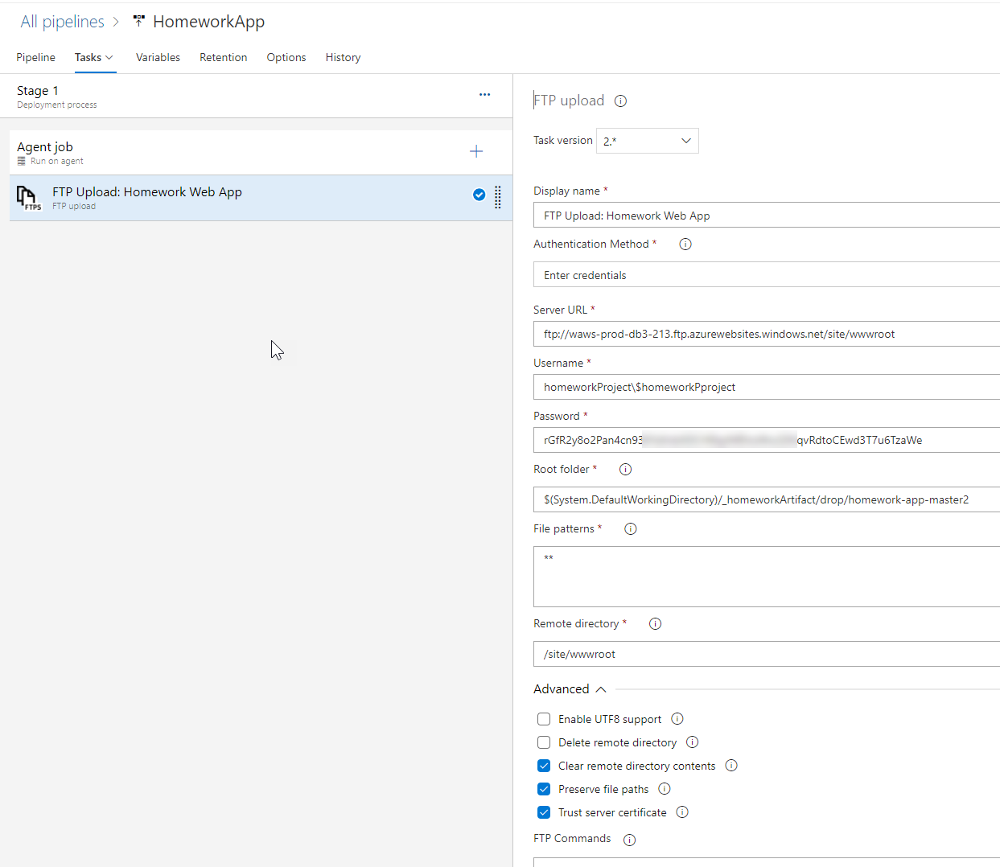 All pipelines > HomeworkApp
Pipeline Tasks Variables Retention Options History
Stage 1
Deployment process
Agent job
Run on agent
FTPS
FTP Upload: Homework Web App
FTP upload
FTP upload
Task version 2.*
Display name *
FTP Upload: Homework Web App
Authentication Method *
Enter credentials
Server URL *
ftp://waws-prod-db3-213.ftp.azurewebsites.windows.net/site/wwwroot
Username *
homeworkProject\$homeworkPproject
Password *
rGfR2y8o2Pan4cn93 qvRdtoCEwd3T7u6TzaWe
Root folder *
$(System.DefaultWorkingDirectory)/_homeworkArtifact/drop/homework-app-master2
File patterns *
**
Remote directory *
/site/wwwroot
Advanced
Enable UTF8 support
Delete remote directory
Clear remote directory contents
Preserve file paths
Trust server certificate
FTP Commands